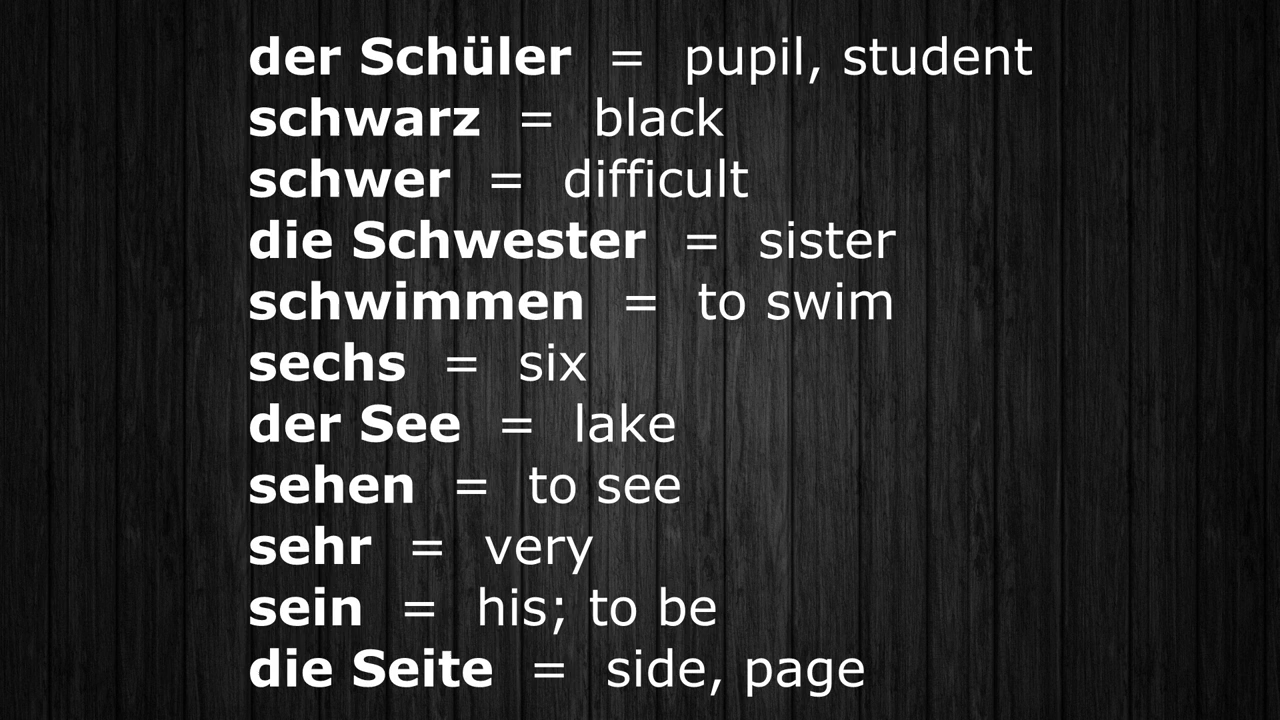 der Schüler = pupil, student
schwarz = black
schwer = difficult
die Schwester = sister
schwimmen = to swim
sechs = six
der See = lake
sehen = to see
sehr = very
sein = his; to be
die Seite = side, page